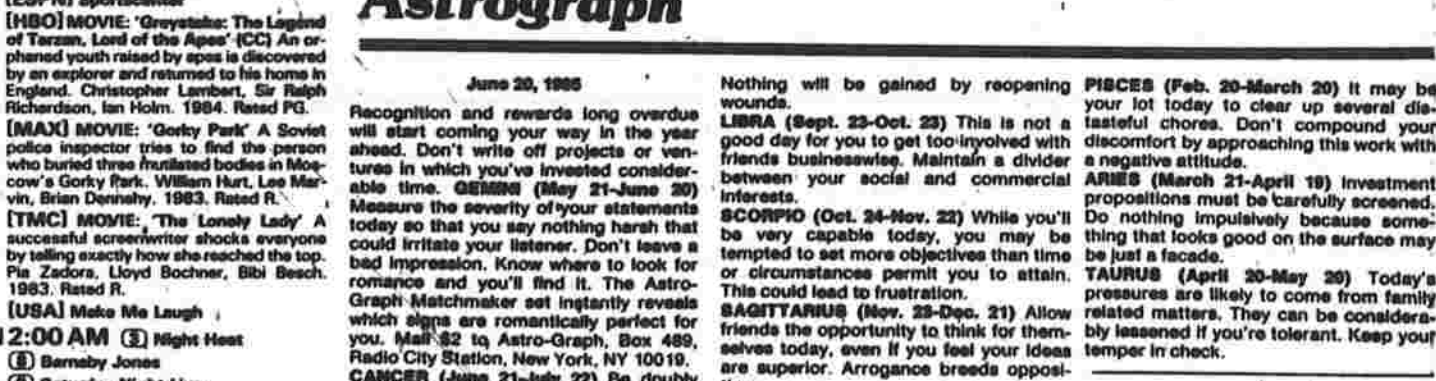 [ESPN] Sportscenter
[HBO] MOVIE: 'Greystoke: The Legend
of Tarzan, Lord of the Apes' (CC) An or-
phaned youth raised by apes is discovered
by an explorer and returned to his home in
England. Christopher Lambert, Sir Ralph
Richardson, Ian Holm. 1984. Rated PG.
[MAX] MOVIE: 'Gorky Park' A Soviet
police inspector tries to find the person
who buried three mutilated bodies in Mos-
cow's Gorky Park. William Hurt, Lee Mar-
vin, Brian Dennehy. 1983. Rated R.
[TMC] MOVIE: 'The Lonely Lady' A
successful screenwriter shocks everyone
by telling exactly how she reached the top.
Pia Zadora, Lloyd Bochner, Bibi Besch.
1983. Rated R.
[USA] Make Me Laugh
12:00 AM (3) Night Heat
Barnaby Jones
Astrograph
June 20, 1985
Recognition and rewards long overdue
will start coming your way in the year
ahead. Don't write off projects or ven-
tures in which you've invested consider-
able time. GEMINI (May 21-June 20)
Measure the severity of your statements
today so that you say nothing harsh that
could irritate your listener. Don't leave a
bad impression. Know where to look for
romance and you'll find it. The Astro-
Graph Matchmaker set instantly reveals
which signs are romantically perfect for
you. Mail $2 to Astro-Graph, Box 489,
Radio City Station, New York, NY 10019.
CANCER (June 21-July 22) Be doubly
Nothing will be gained by reopening
wounds.
LIBRA (Sept. 23-Oct. 23) This is not a
good day for you to get too involved with
friends businesswise. Maintain a divider
between your social and commercial
interests.
SCORPIO (Oct. 24-Nov. 22) While you'll
be very capable today, you may be
tempted to set more objectives than time
or circumstances permit you to attain.
This could lead to frustration.
SAGITTARIUS (Nov. 23-Dec. 21) Allow
friends the opportunity to think for them-
selves today, even if you feel your ideas
are superior. Arrogance breeds opposi-
PISCES (Feb. 20-March 20) It may be
your lot today to clear up several dis-
tasteful chores. Don't compound your
discomfort by approaching this work with
a negative attitude.
ARIES (March 21-April 19) Investment
propositions must be carefully screened.
Do nothing impulsively because some-
thing that looks good on the surface may
be just a facade.
TAURUS (April 20-May 20) Today's
pressures are likely to come from family
related matters. They can be considera-
bly lessened if you're tolerant. Keep your
temper in check.